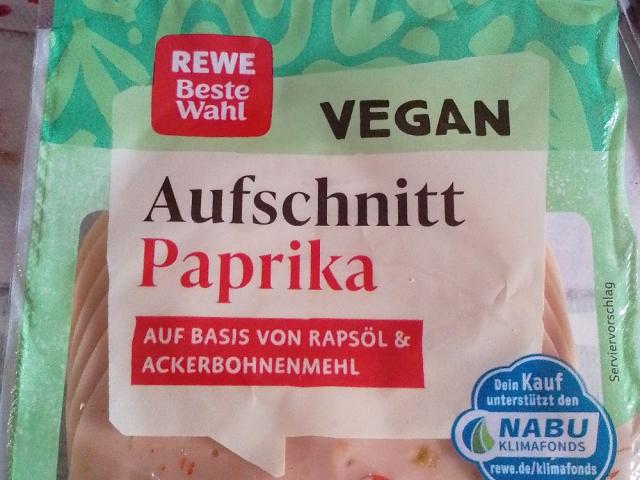 REWE
Beste
Wahl
VEGAN
Aufschnitt
Paprika
AUF BASIS VON RAPSÖL &
ACKERBOHNENMEHL
Serviervorschlag
Dein Kauf
unterstützt den
NABU
KLIMAFONDS
rewe.de/klimafonds